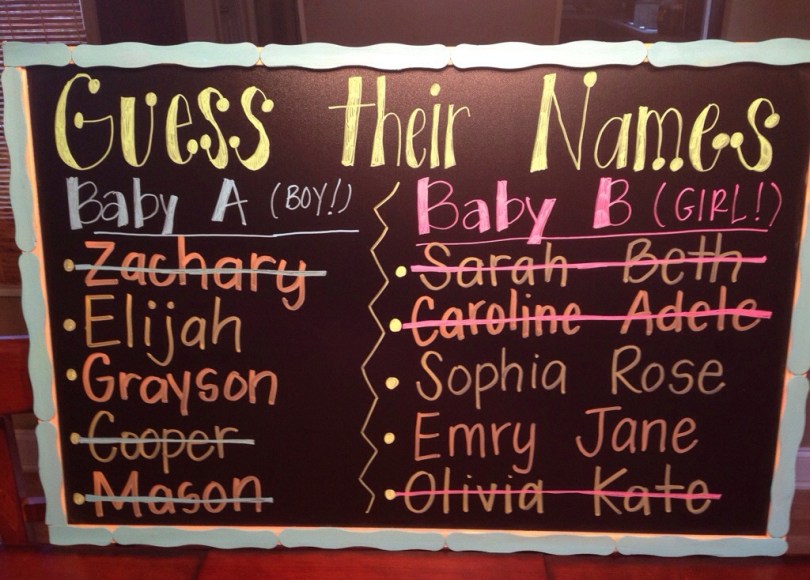 Guess their Names
Baby A (BOY!)
Zachary
Elijah
Grayson
Cooper
Mason
Baby B (GIRL!)
Sarah Beth
Caroline Adele
Sophia Rose
Emry Jane
Olivia Kate